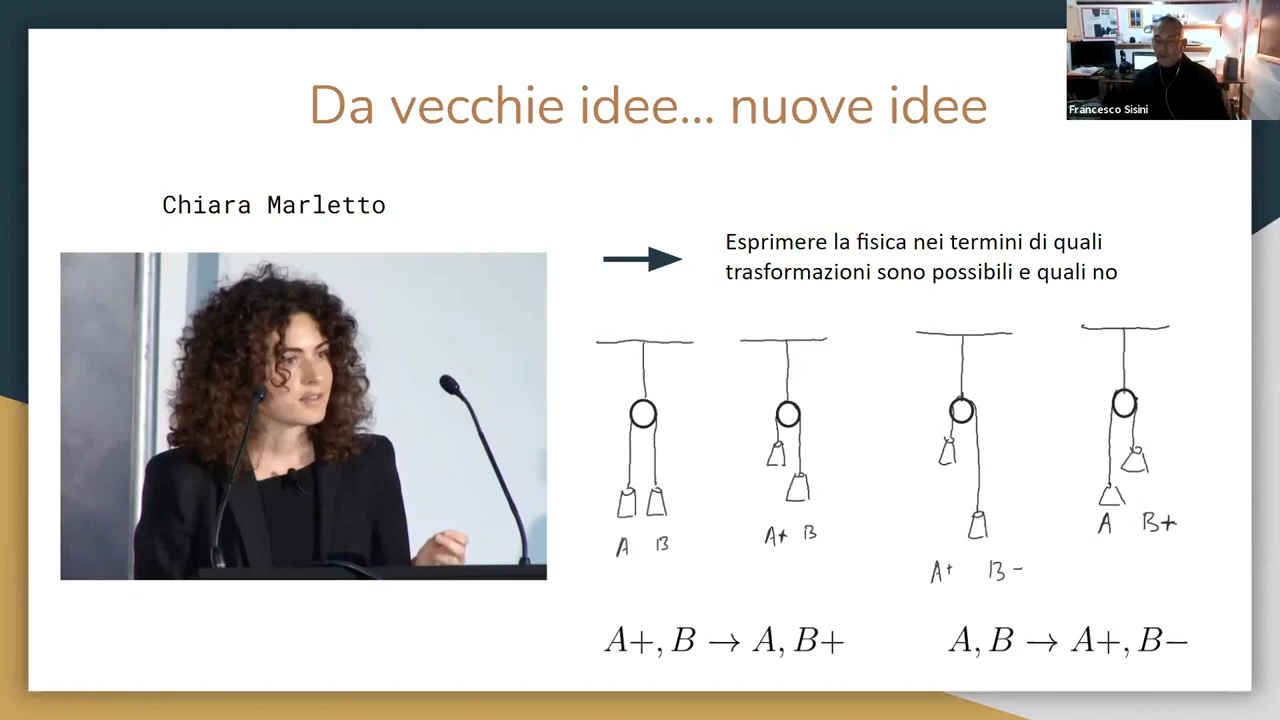 Da vecchie idee... nuove idee
Francesco Sisini
Chiara Marletto
Esprimere la fisica nei termini di quali
trasformazioni sono possibili e quali no
A B
A+ B
A+ B-
A B+
A+, B → A, B+
A, B → A+, B−